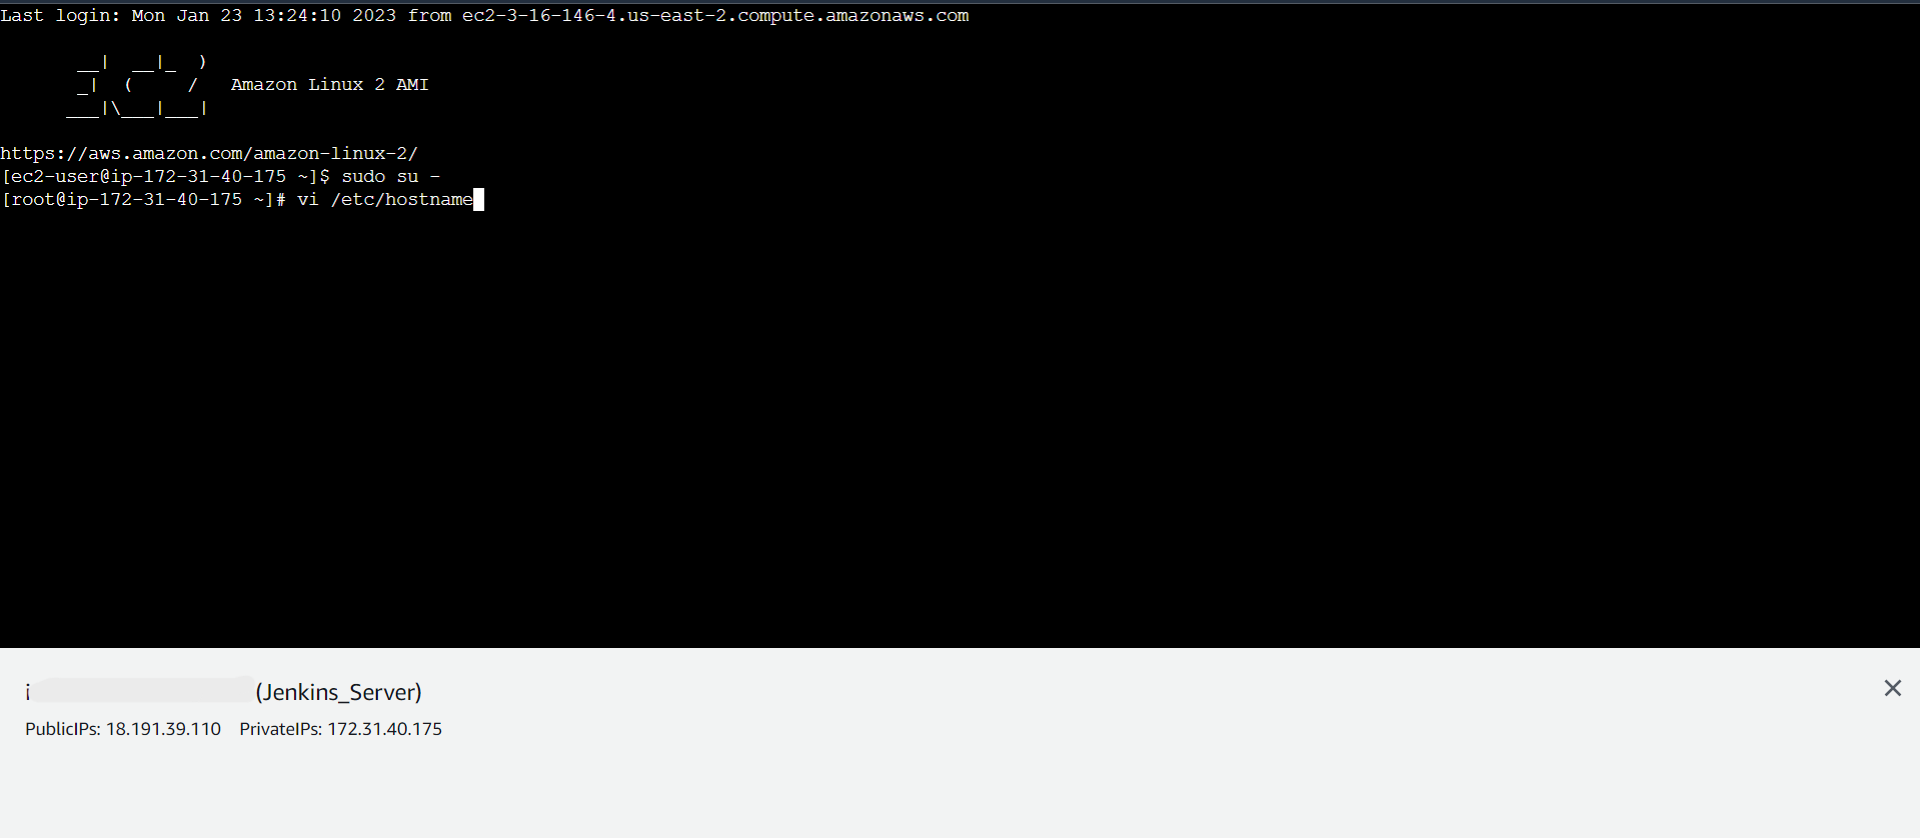 Last login: Mon Jan 23 13:24:10 2023 from ec2-3-16-146-4.us-east-2.compute.amazonaws.com
       __|  __|_  )
       _|  (     /   Amazon Linux 2 AMI
      ___|\___|___|
https://aws.amazon.com/amazon-linux-2/
[ec2-user@ip-172-31-40-175 ~]$ sudo su -
[root@ip-172-31-40-175 ~]# vi /etc/hostname
i (Jenkins_Server)
PublicIPs: 18.191.39.110 PrivateIPs: 172.31.40.175